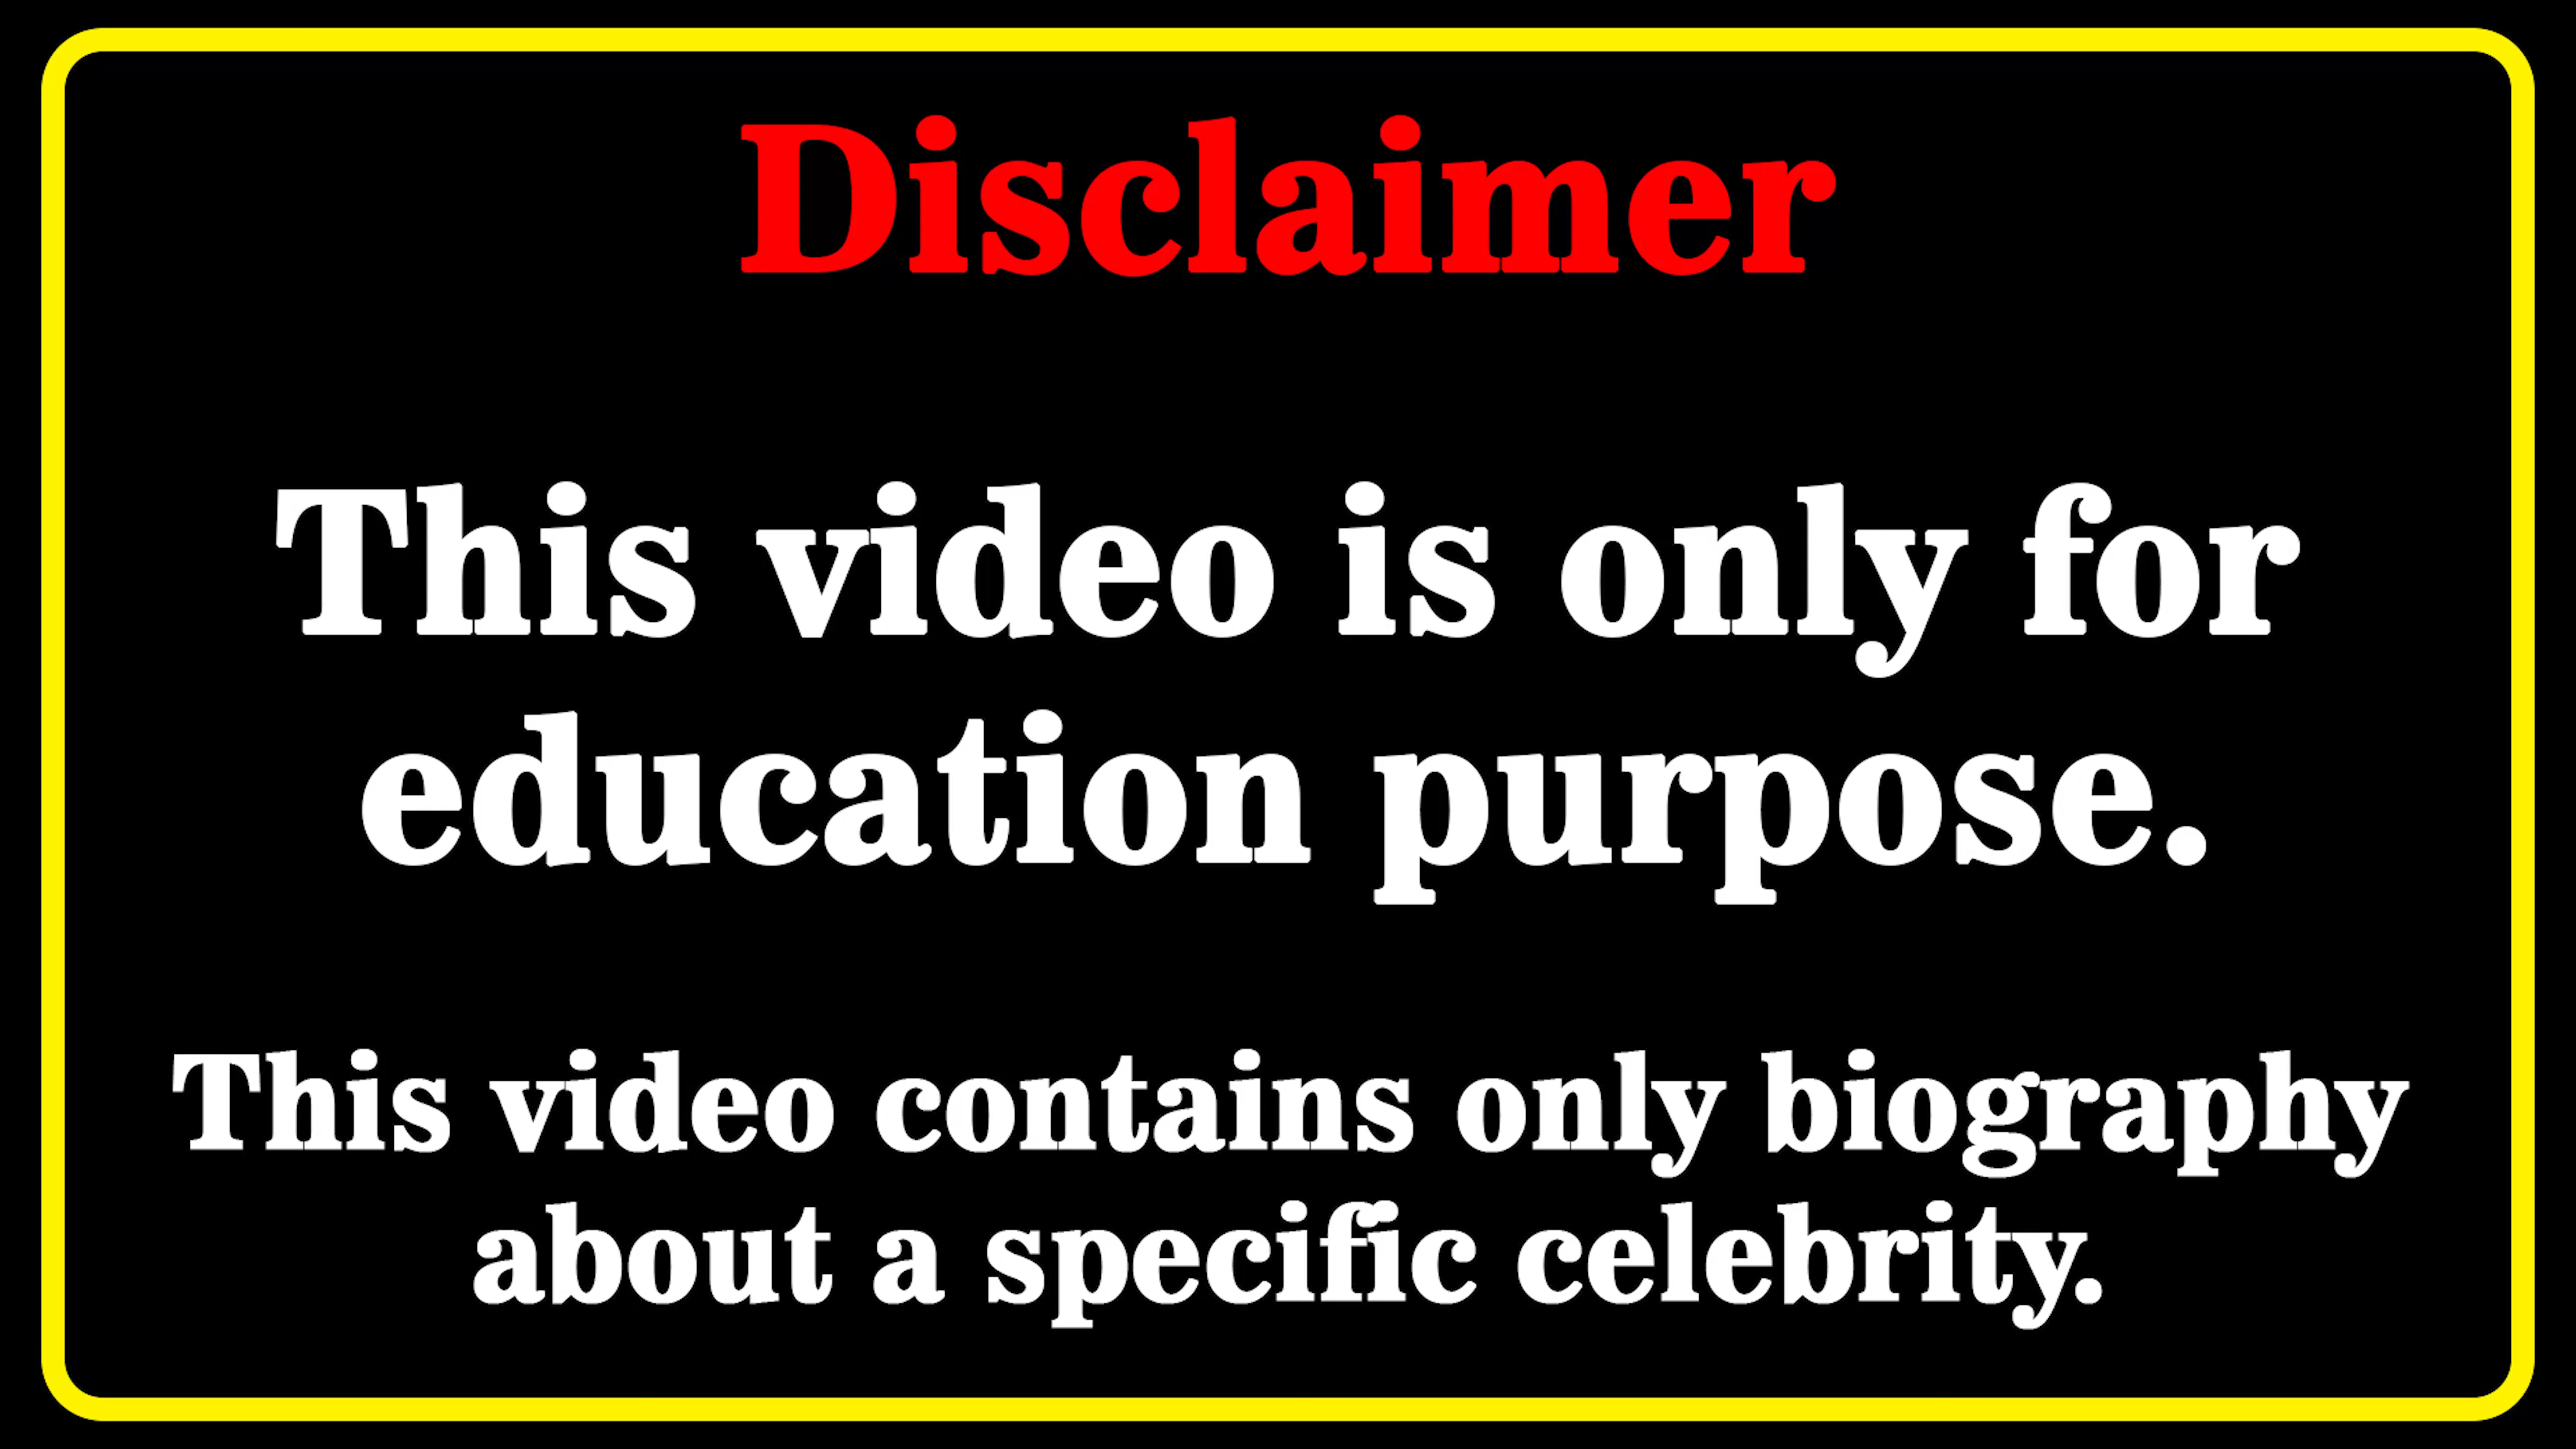 Disclaimer
This video is only for
education purpose.
This video contains only biography
about a specific celebrity.